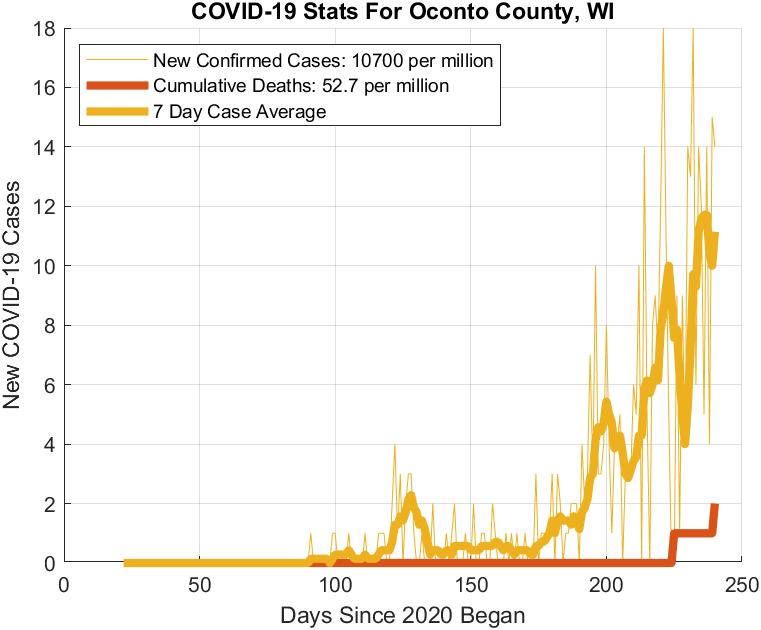 COVID-19 Stats For Oconto County, WI
New Confirmed Cases: 10700 per million
Cumulative Deaths: 52.7 per million
7 Day Case Average
New COVID-19 Cases
18
16
14
12
10
8
6
4
2
0
0 50 100 150 200 250
Days Since 2020 Began